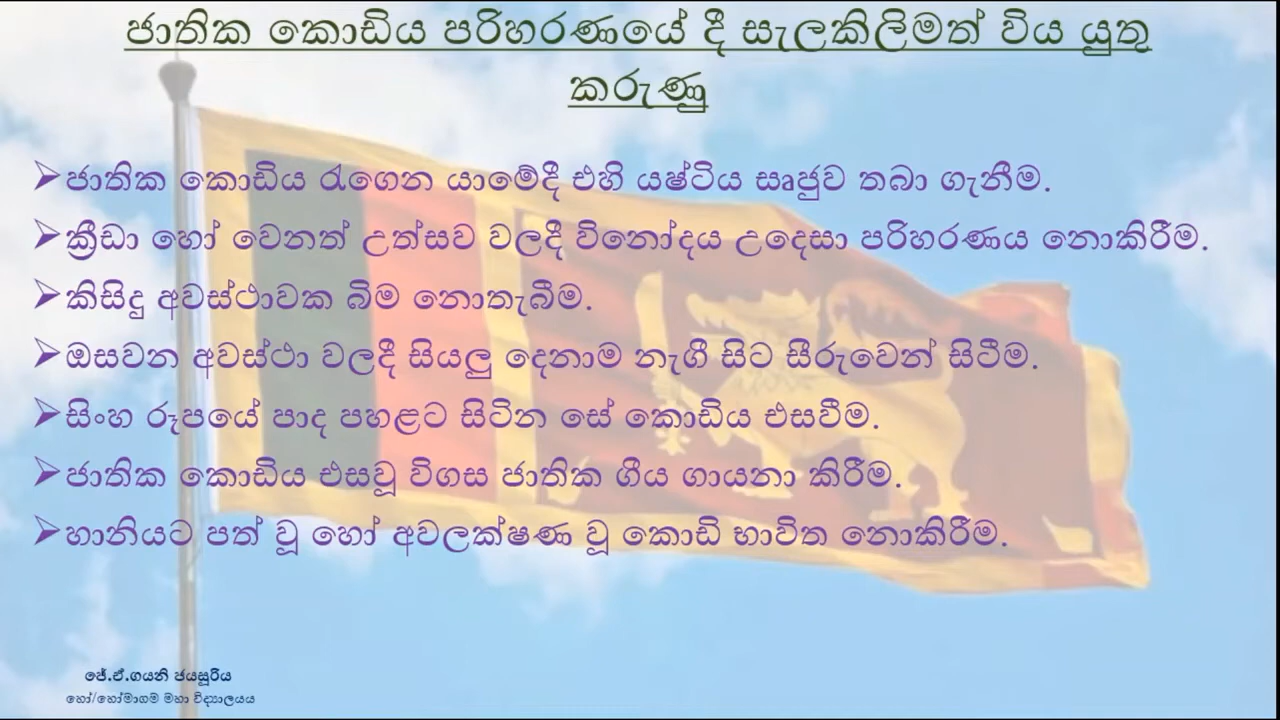 ජාතික කොඩිය පරිහරණයේ දී සැලකිලිමත් විය යුතු
කරුණු
➢ජාතික කොඩිය රැගෙන යාමේදී එහි යෂ්ටිය සෘජුව තබා ගැනීම.
➢ක්‍රීඩා හෝ වෙනත් උත්සව වලදී විනෝදය උදෙසා පරිහරණය නොකිරීම.
➢කිසිදු අවස්ථාවක බිම නොතැබීම.
➢ඔසවන අවස්ථා වලදී සියලු දෙනාම නැගී සිට සීරුවෙන් සිටීම.
➢සිංහ රූපයේ පාද පහළට සිටින සේ කොඩිය එසවීම.
➢ජාතික කොඩිය එසවූ විගස ජාතික ගීය ගායනා කිරීම.
➢හානියට පත් වූ හෝ අවලක්ෂණ වූ කොඩි භාවිත නොකිරීම.
ජේ.ඒ.ගයනි ජයසූරිය
හෝ/හෝමාගම මහා විද්‍යාලයය